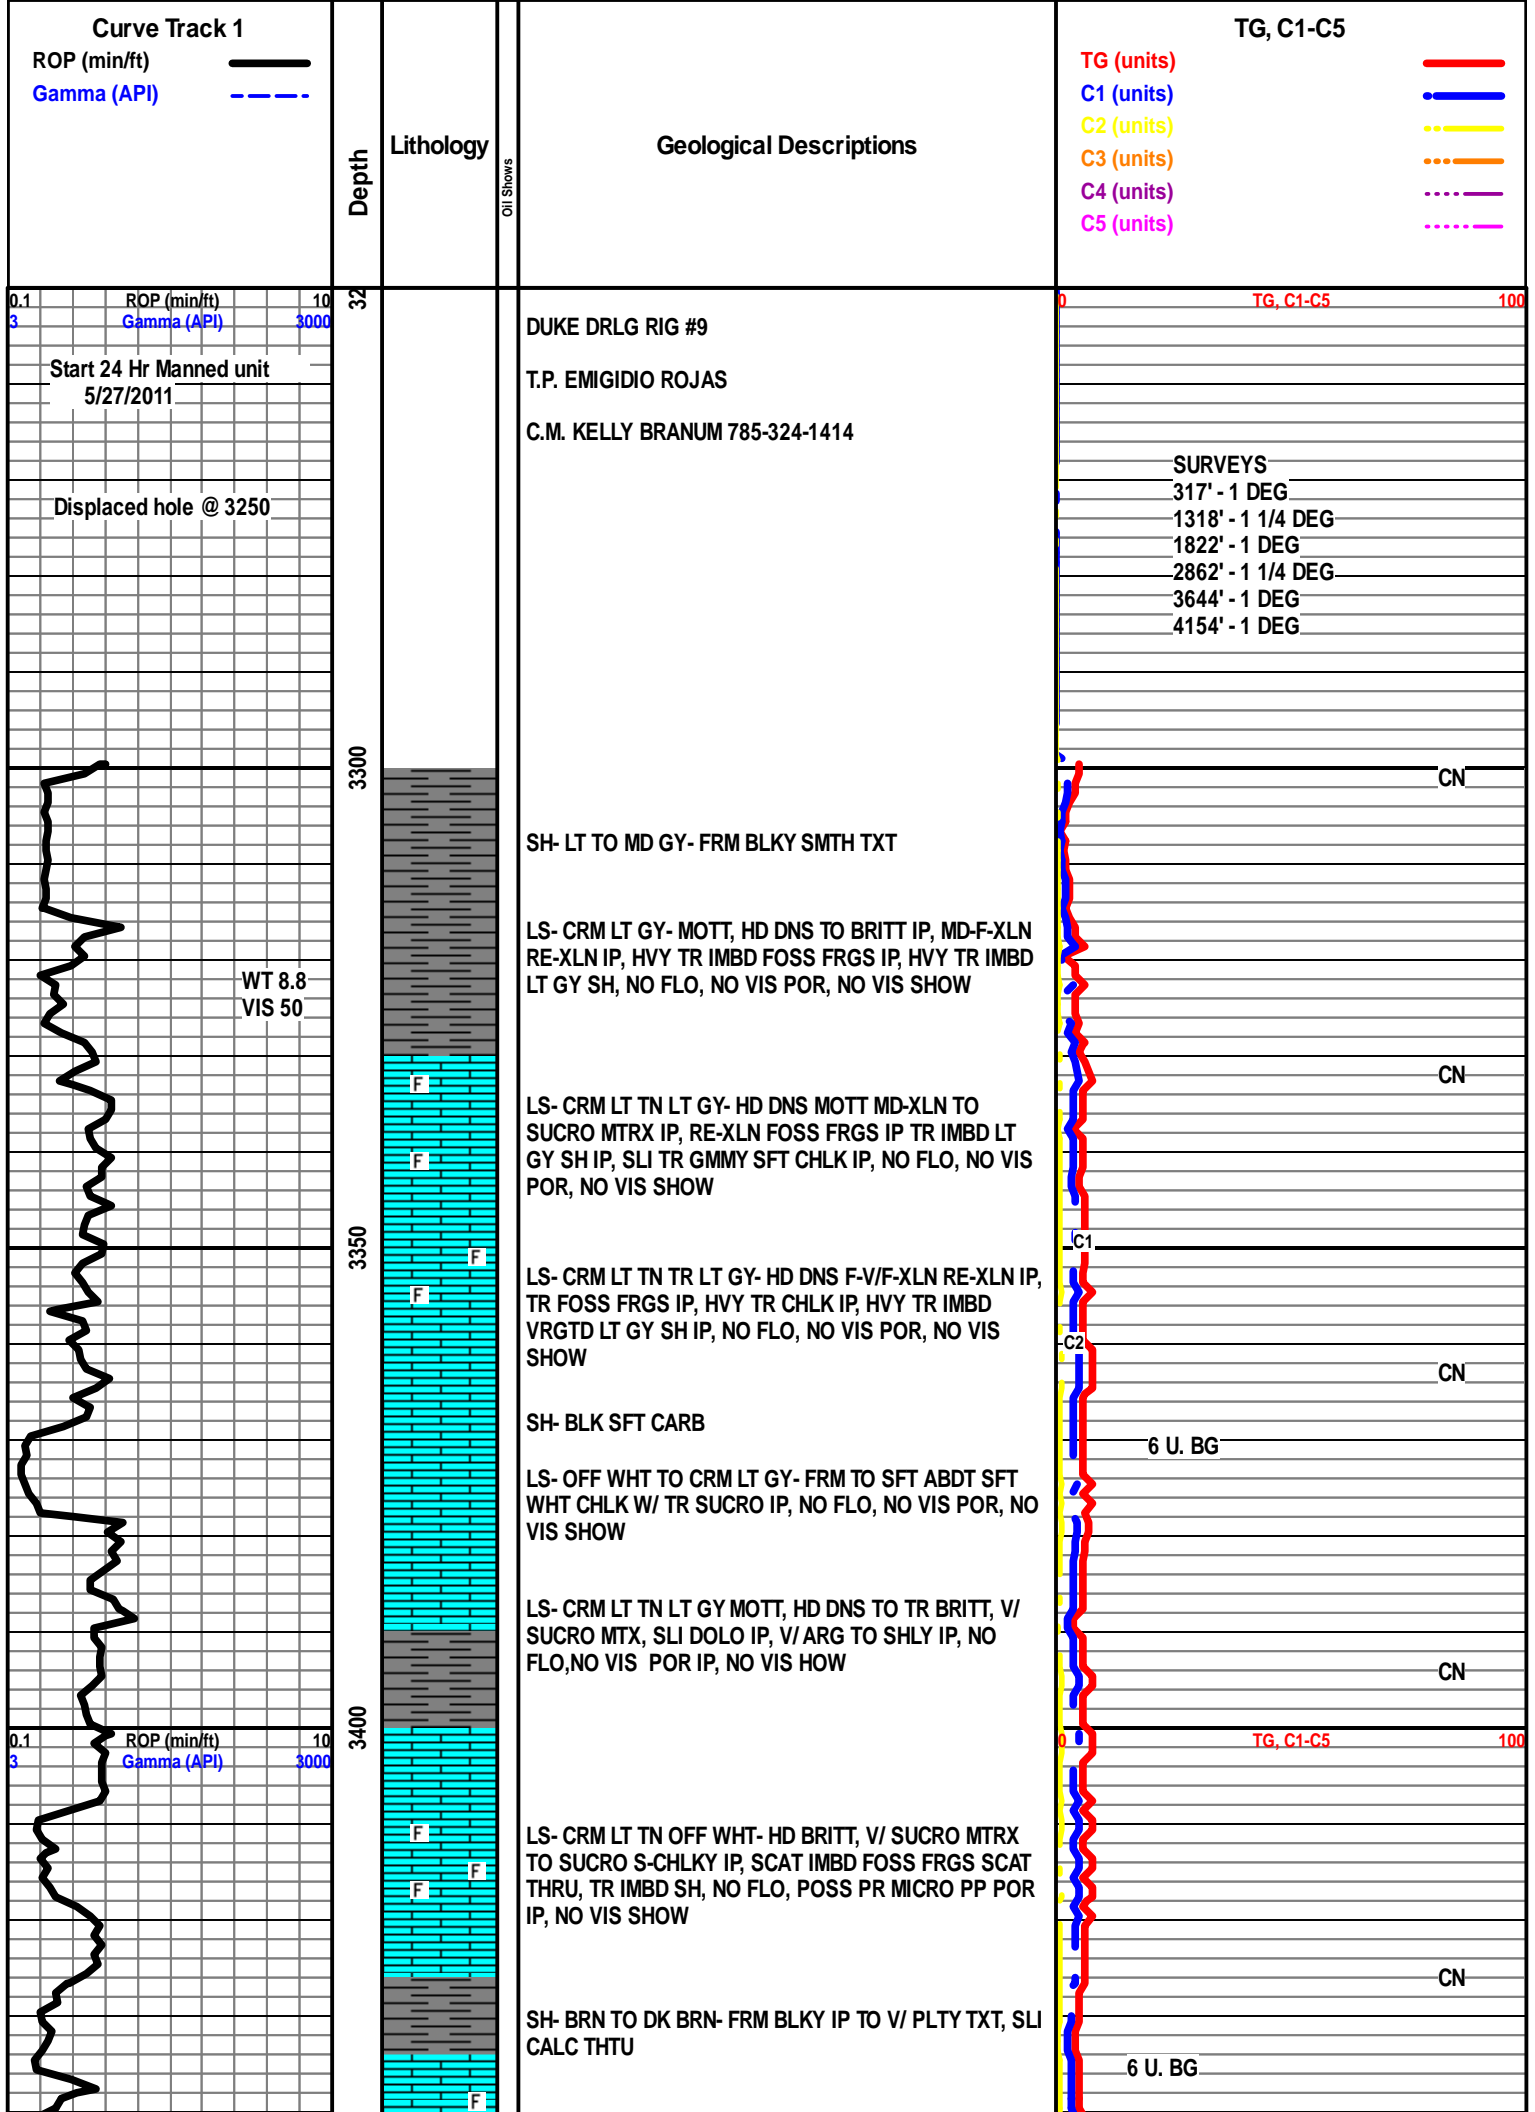 Curve Track 1
ROP (min/ft)
Gamma (API)
Depth
Lithology
Oil Shows
Geological Descriptions
TG, C1-C5
TG (units)
C1 (units)
C2 (units)
C3 (units)
C4 (units)
C5 (units)
0.1 ROP (min/ft) 10
3 Gamma (API) 3000
32
0 TG, C1-C5 100
Start 24 Hr Manned unit
5/27/2011
DUKE DRLG RIG #9
T.P. EMIGIDIO ROJAS
C.M. KELLY BRANUM 785-324-1414
Displaced hole @ 3250
SURVEYS
317' - 1 DEG
1318' - 1 1/4 DEG
1822' - 1 DEG
2862' - 1 1/4 DEG
3644' - 1 DEG
4154' - 1 DEG
3300
CN
SH- LT TO MD GY- FRM BLKY SMTH TXT
LS- CRM LT GY- MOTT, HD DNS TO BRITT IP, MD-F-XLN
RE-XLN IP, HVY TR IMBD FOSS FRGS IP, HVY TR IMBD
LT GY SH, NO FLO, NO VIS POR, NO VIS SHOW
WT 8.8
VIS 50
CN
F
LS- CRM LT TN LT GY- HD DNS MOTT MD-XLN TO
SUCRO MTRX IP, RE-XLN FOSS FRGS IP TR IMBD LT
GY SH IP, SLI TR GMMY SFT CHLK IP, NO FLO, NO VIS
POR, NO VIS SHOW
F
3350
C1
F
LS- CRM LT TN TR LT GY- HD DNS F-V/F-XLN RE-XLN IP,
TR FOSS FRGS IP, HVY TR CHLK IP, HVY TR IMBD
VRGTD LT GY SH IP, NO FLO, NO VIS POR, NO VIS
SHOW
F
C2
CN
SH- BLK SFT CARB
6 U. BG
LS- OFF WHT TO CRM LT GY- FRM TO SFT ABDT SFT
WHT CHLK W/ TR SUCRO IP, NO FLO, NO VIS POR, NO
VIS SHOW
LS- CRM LT TN LT GY MOTT, HD DNS TO TR BRITT, V/
SUCRO MTX, SLI DOLO IP, V/ ARG TO SHLY IP, NO
FLO,NO VIS POR IP, NO VIS HOW
CN
3400
0.1 ROP (min/ft) 10
3 Gamma (API) 3000
0 TG, C1-C5 100
F
F
F
LS- CRM LT TN OFF WHT- HD BRITT, V/ SUCRO MTRX
TO SUCRO S-CHLKY IP, SCAT IMBD FOSS FRGS SCAT
THRU, TR IMBD SH, NO FLO, POSS PR MICRO PP POR
IP, NO VIS SHOW
CN
SH- BRN TO DK BRN- FRM BLKY IP TO V/ PLTY TXT, SLI
CALC THTU
6 U. BG
F